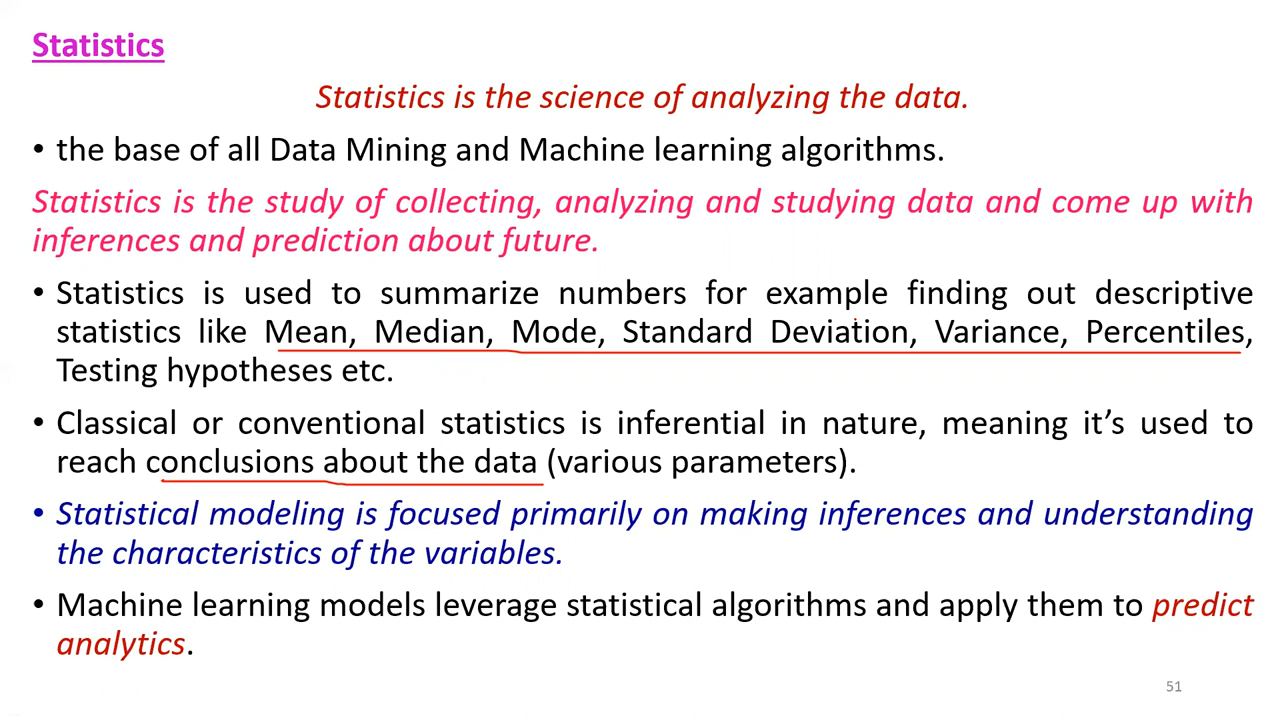 Statistics
Statistics is the science of analyzing the data.
• the base of all Data Mining and Machine learning algorithms.
Statistics is the study of collecting, analyzing and studying data and come up with
inferences and prediction about future.
• Statistics is used to summarize numbers for example finding out descriptive
statistics like Mean, Median, Mode, Standard Deviation, Variance, Percentiles,
Testing hypotheses etc.
• Classical or conventional statistics is inferential in nature, meaning it’s used to
reach conclusions about the data (various parameters).
• Statistical modeling is focused primarily on making inferences and understanding
the characteristics of the variables.
• Machine learning models leverage statistical algorithms and apply them to predict
analytics.
51